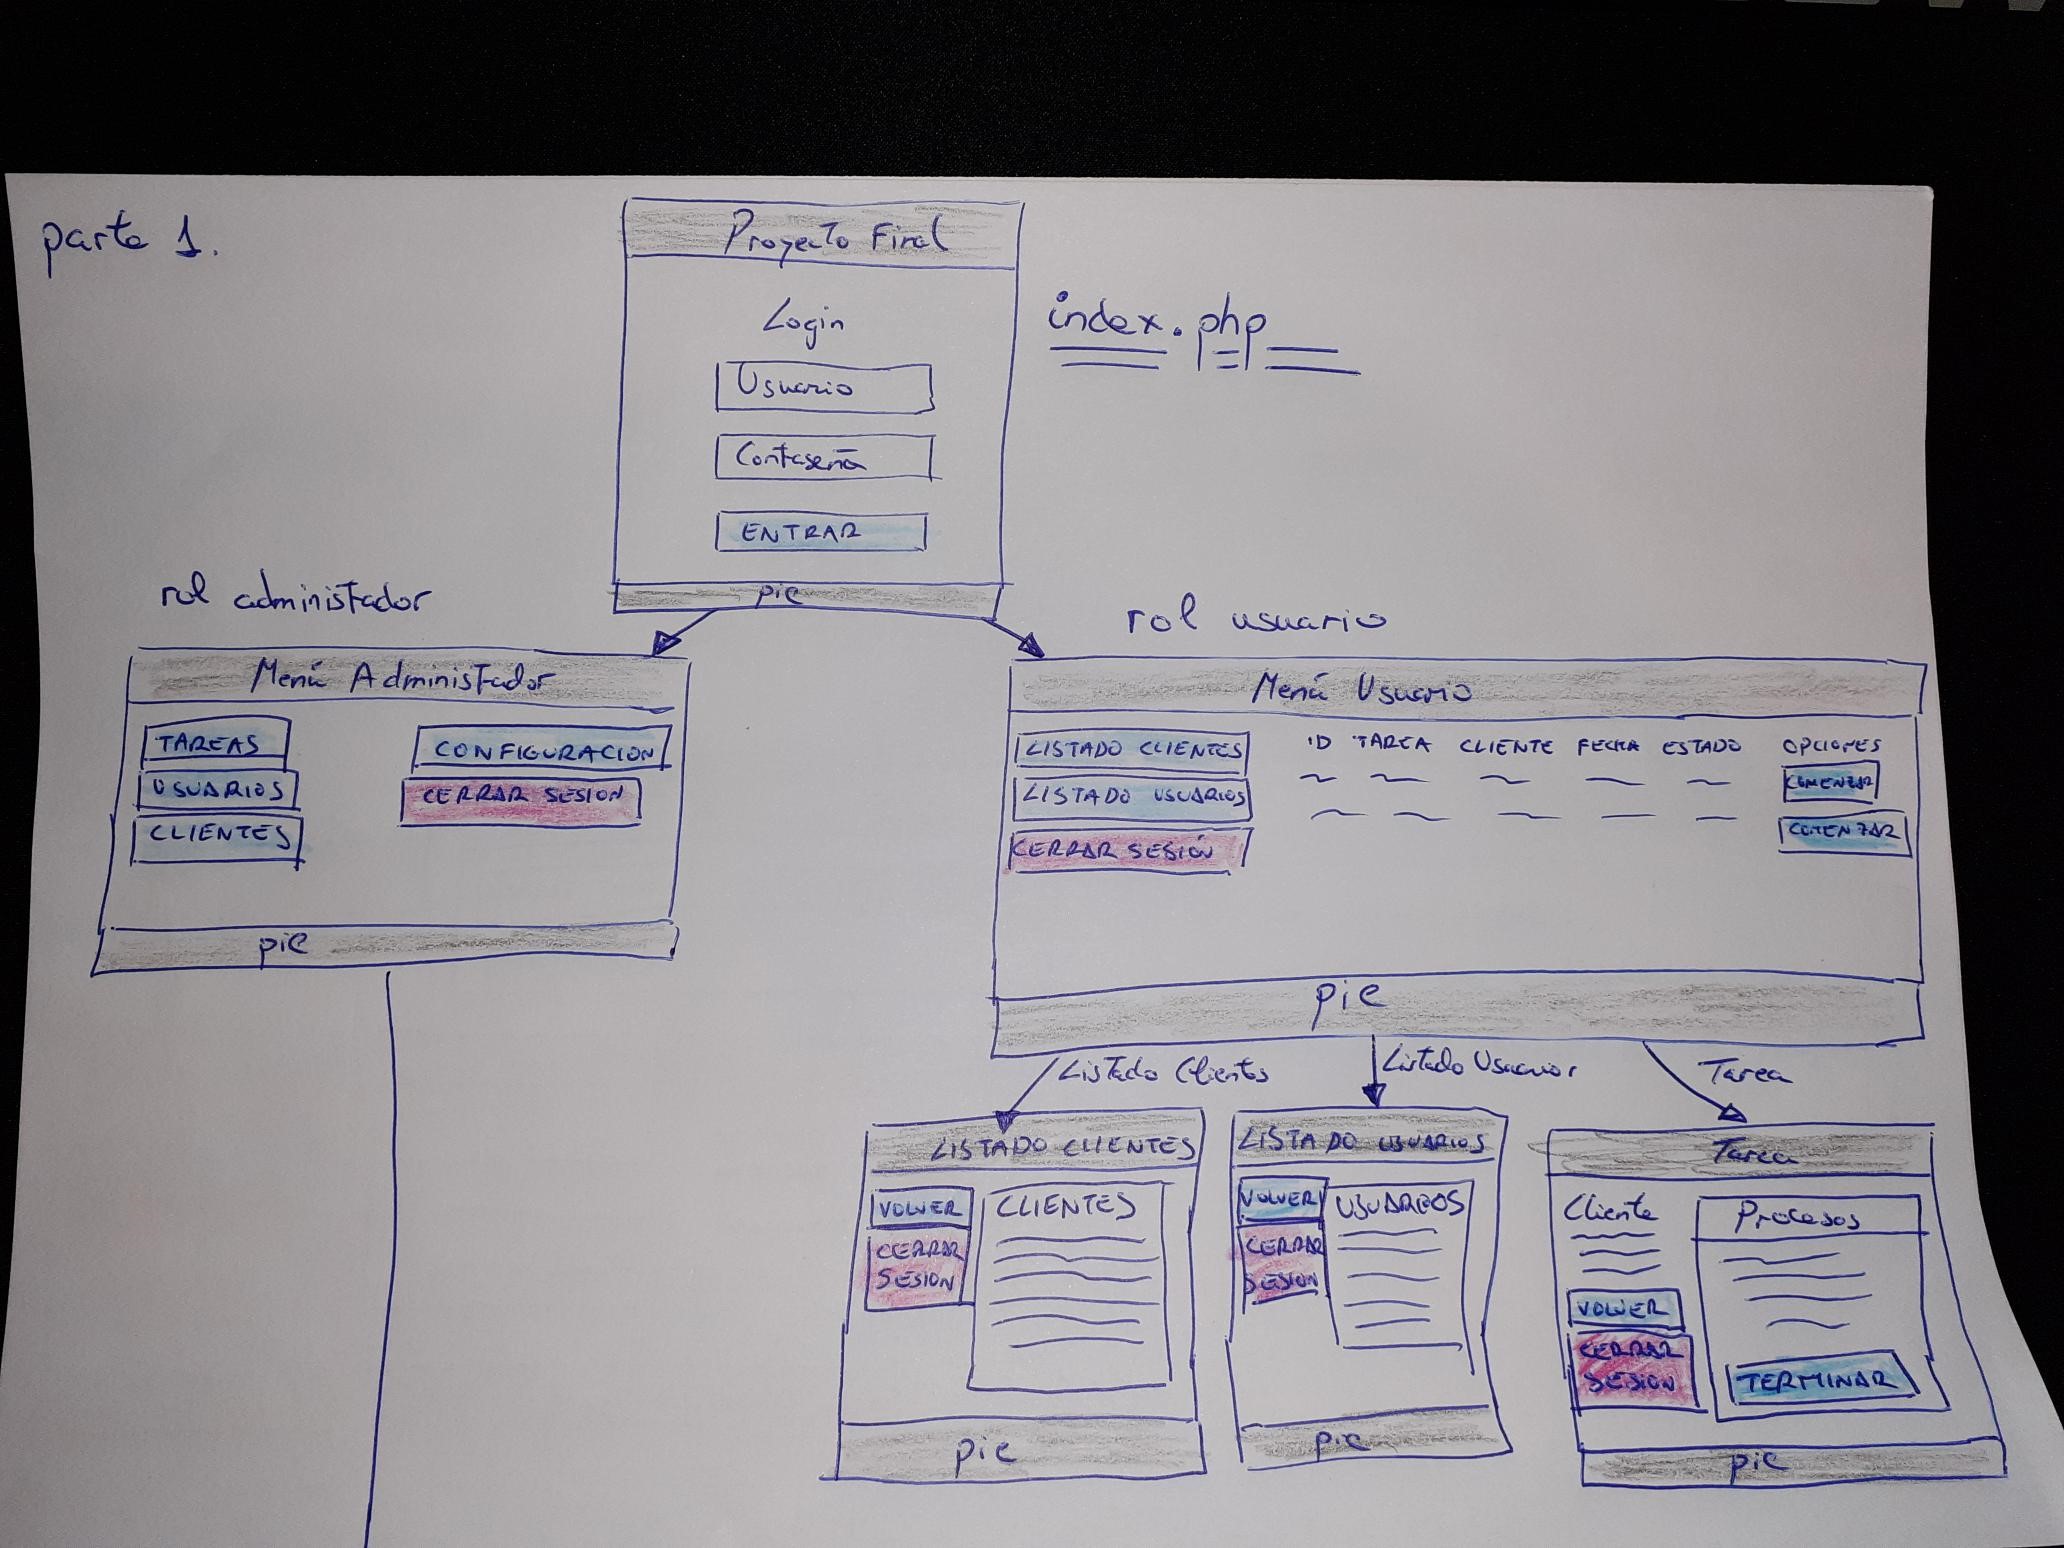 parte 1.
Proyecto Final
Login
index.php
Usuario
Contaseña
ENTRAR
pie
rol administador
rol usuario
Menú Administador
TAREAS
CONFIGURACION
USUARIOS
CERRAR SESION
CLIENTES
pie
Menú Usuario
LISTADO CLIENTES
ID TAREA CLIENTE FECHA ESTADO OPCIONES
LISTADO USUARIOS
COMENZAR
CERRAR SESIÓN
COMENZAR
pie
Listado Clientes
Listado Usuarios
Tarea
LISTADO CLIENTES
VOLVER
CLIENTES
CERRAR
SESION
pie
LISTADO USUARIOS
VOLVER
USUARIOS
CERRAR
SESION
pie
Tarea
Cliente
Procesos
VOLVER
CERRAR
SESION
TERMINAR
pie